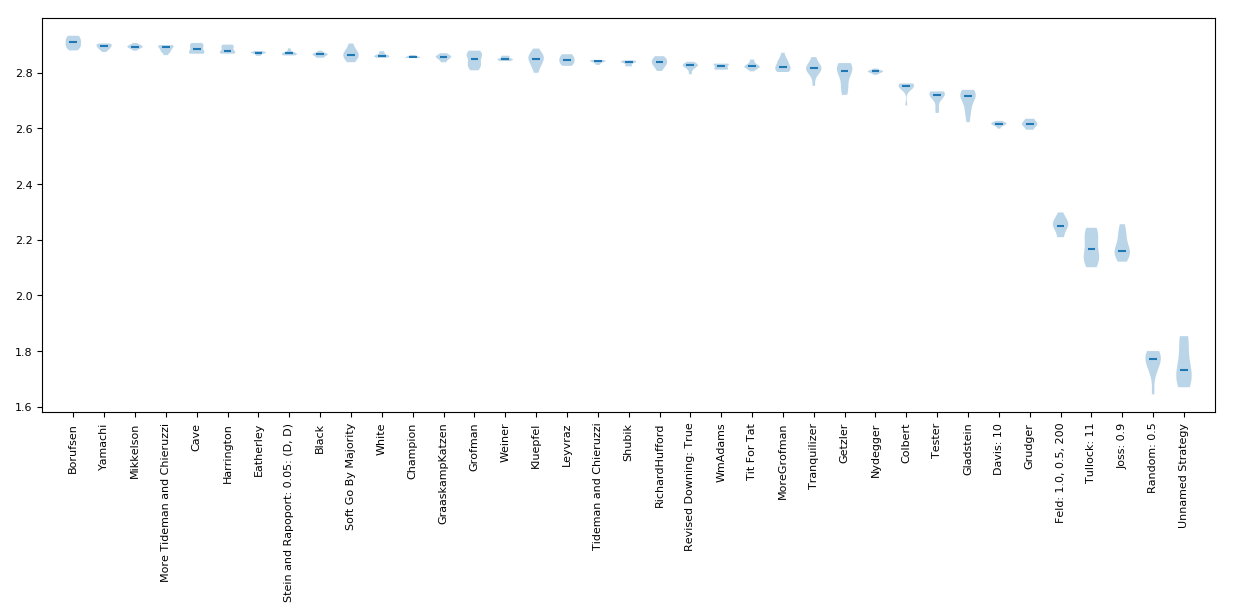 2.8
2.6
2.4
2.2
2.0
1.8
1.6
Borufsen
Yamachi
Mikkelson
More Tideman and Chieruzzi
Cave
Harrington
Eatherley
Stein and Rapoport: 0.05: (D, D)
Black
Soft Go By Majority
White
Champion
GraaskampKatzen
Grofman
Weiner
Kluepfel
Leyvraz
Tideman and Chieruzzi
Shubik
RichardHufford
Revised Downing: True
WmAdams
Tit For Tat
MoreGrofman
Tranquilizer
Getzler
Nydegger
Colbert
Tester
Gladstein
Davis: 10
Grudger
Feld: 1.0, 0.5, 200
Tullock: 11
Joss: 0.9
Random: 0.5
Unnamed Strategy